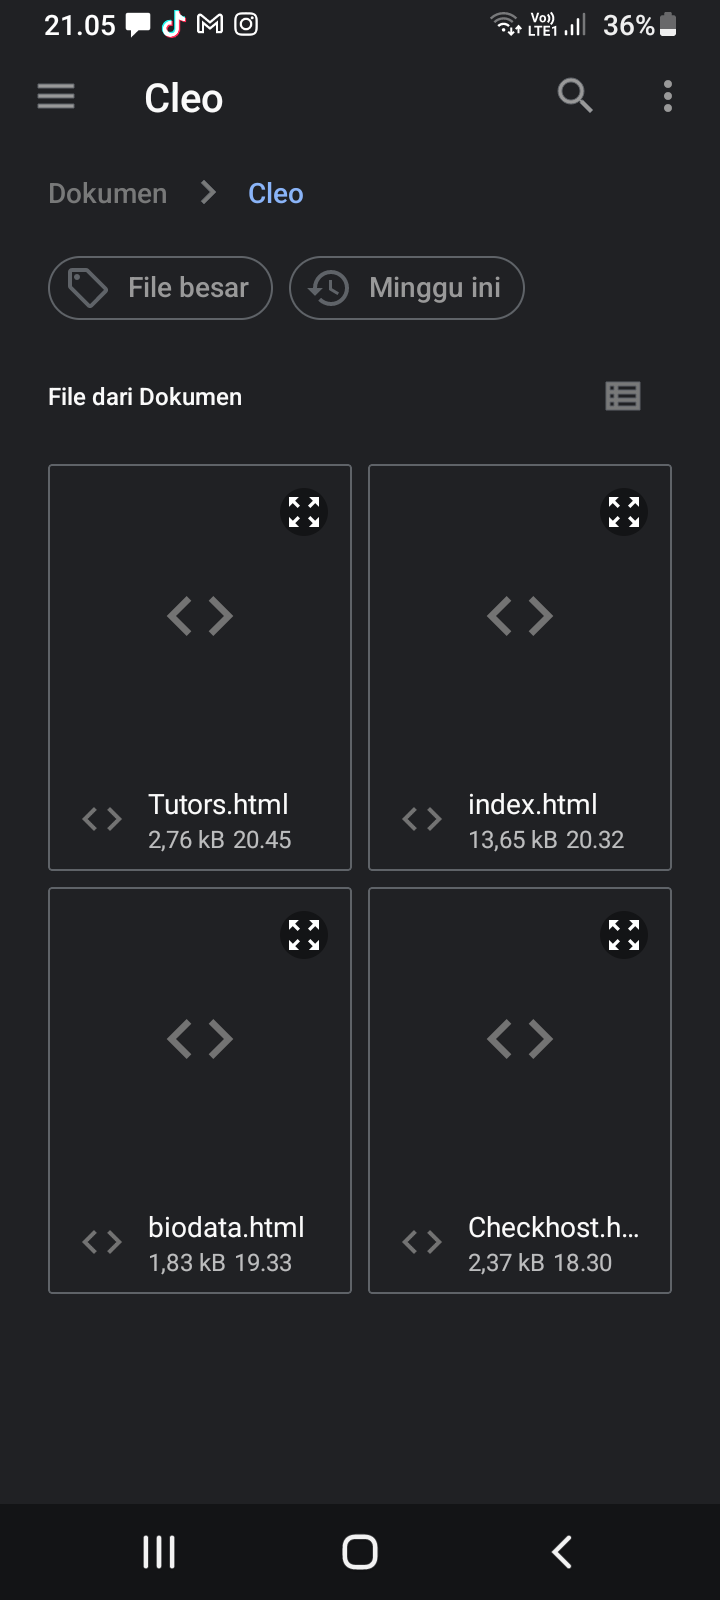 21.05
Vo))
LTE1
36%
Cleo
Dokumen
Cleo
File besar
Minggu ini
File dari Dokumen
Tutors.html
2,76 kB 20.45
index.html
13,65 kB 20.32
biodata.html
1,83 kB 19.33
Checkhost.h...
2,37 kB 18.30